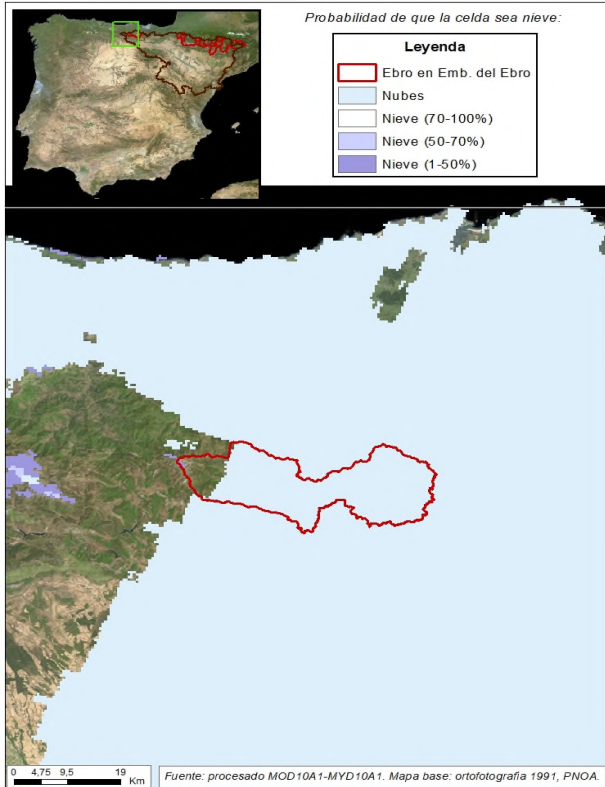 Probabilidad de que la celda sea nieve:
Leyenda
Ebro en Emb. del Ebro
Nubes
Nieve (70-100%)
Nieve (50-70%)
Nieve (1-50%)
0 4,75 9,5 19
Km
Fuente: procesado MOD10A1-MYD10A1. Mapa base: ortofotografía 1991, PNOA.